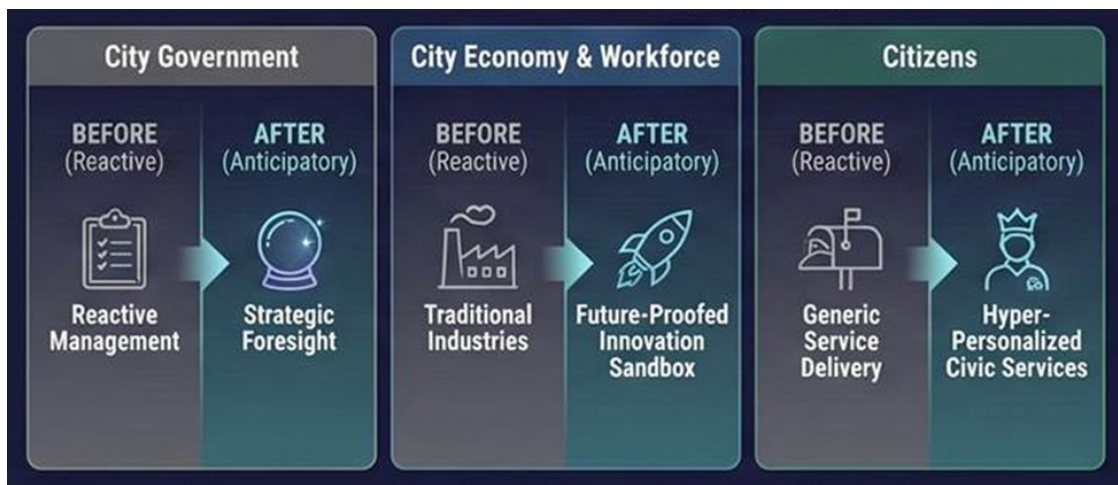 City Government
BEFORE
(Reactive)
AFTER
(Anticipatory)
Reactive
Management
Strategic
Foresight
City Economy & Workforce
BEFORE
(Reactive)
AFTER
(Anticipatory)
Traditional
Industries
Future-Proofed
Innovation
Sandbox
Citizens
BEFORE
(Reactive)
AFTER
(Anticipatory)
Generic
Service
Delivery
Hyper-
Personalized
Civic Services